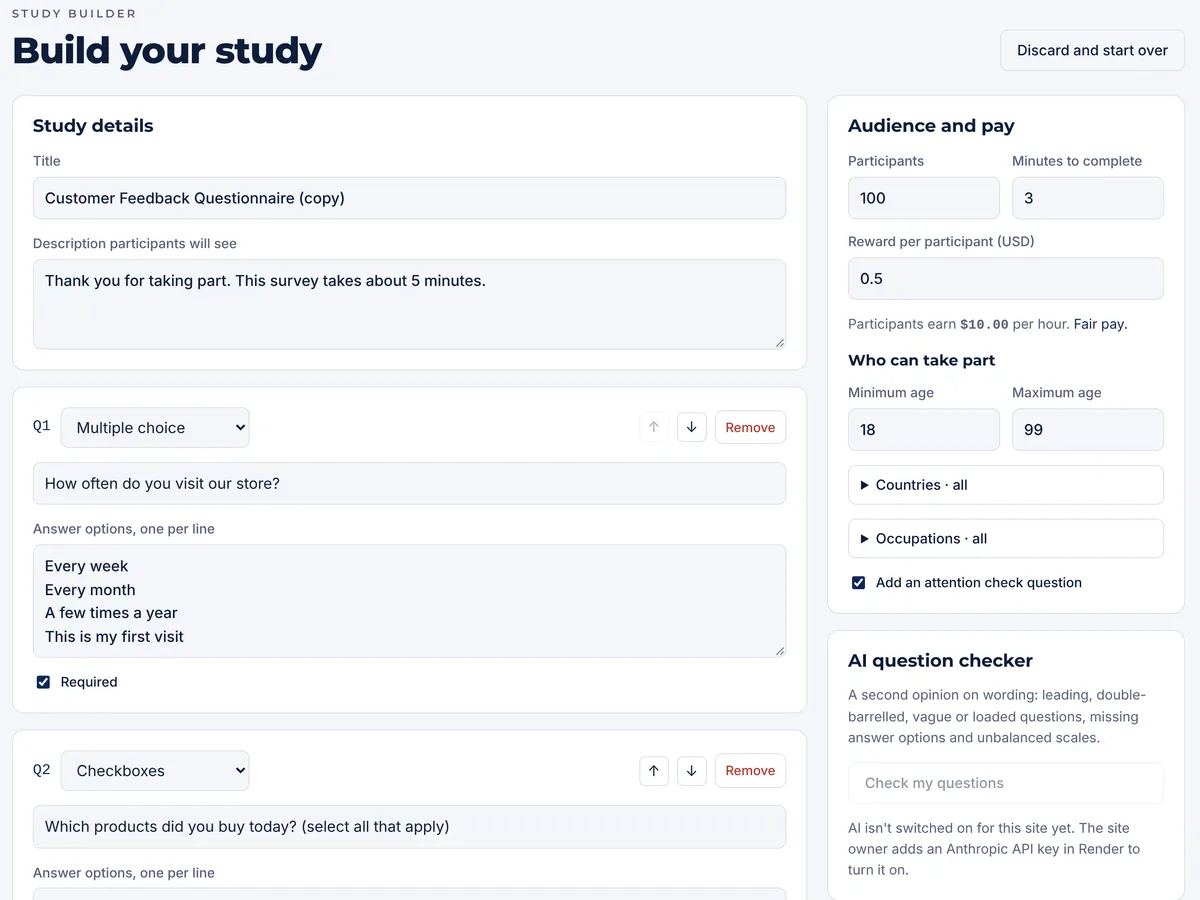 STUDY BUILDER
Build your study
Discard and start over
Study details
Title
Customer Feedback Questionnaire (copy)
Description participants will see
Thank you for taking part. This survey takes about 5 minutes.
Q1
Multiple choice
↑
↓
Remove
How often do you visit our store?
Answer options, one per line
Every week
Every month
A few times a year
This is my first visit
Required
Q2
Checkboxes
↑
↓
Remove
Which products did you buy today? (select all that apply)
Answer options, one per line
Audience and pay
Participants
Minutes to complete
100
3
Reward per participant (USD)
0.5
Participants earn $10.00 per hour. Fair pay.
Who can take part
Minimum age
Maximum age
18
99
Countries · all
Occupations · all
Add an attention check question
AI question checker
A second opinion on wording: leading, double-
barrelled, vague or loaded questions, missing
answer options and unbalanced scales.
Check my questions
AI isn't switched on for this site yet. The site
owner adds an Anthropic API key in Render to
turn it on.